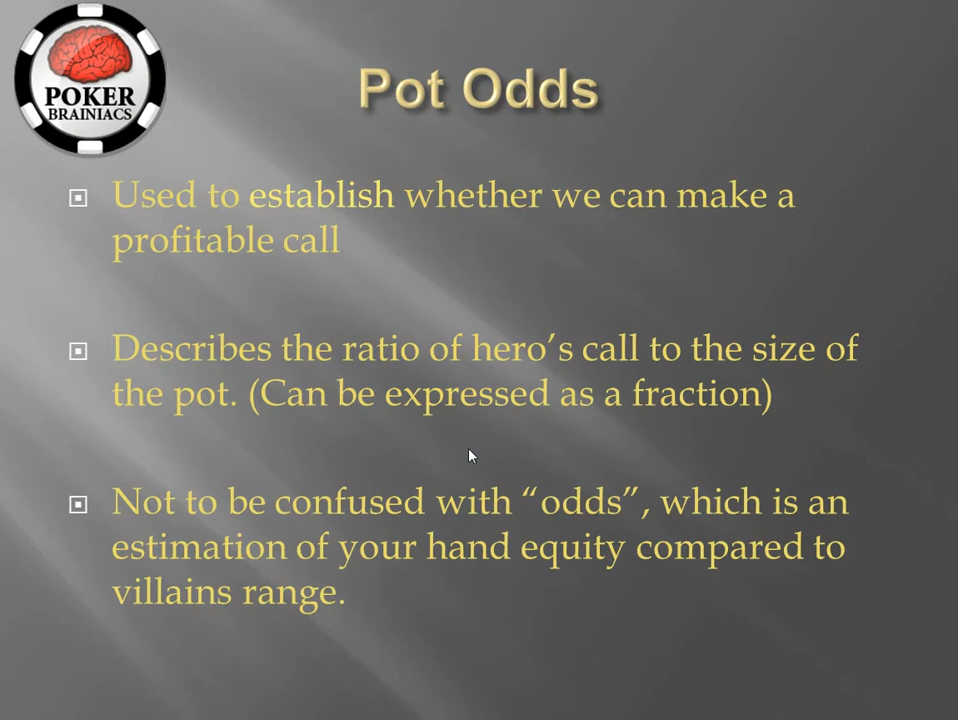 POKER
BRAINIACS
Pot Odds
Used to establish whether we can make a
profitable call
Describes the ratio of hero’s call to the size of
the pot. (Can be expressed as a fraction)
Not to be confused with “odds”, which is an
estimation of your hand equity compared to
villains range.